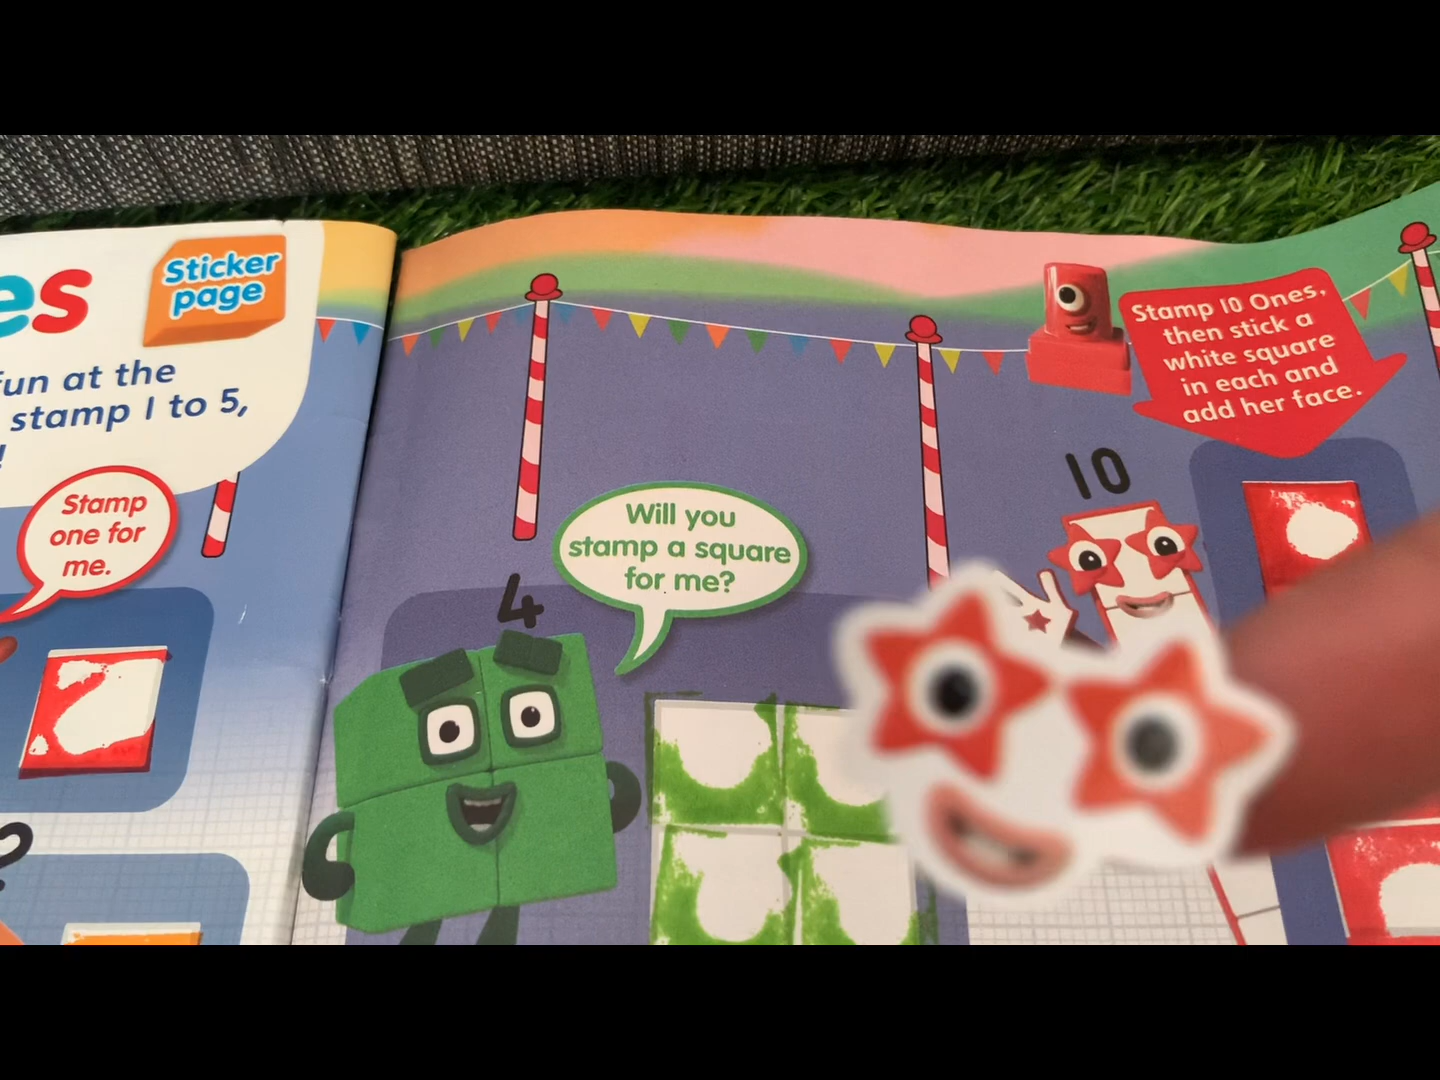 es
Sticker
page
fun at the
stamp 1 to 5,
!
Stamp
one for
me.
4
Will you
stamp a square
for me?
10
Stamp 10 Ones,
then stick a
white square
in each and
add her face.